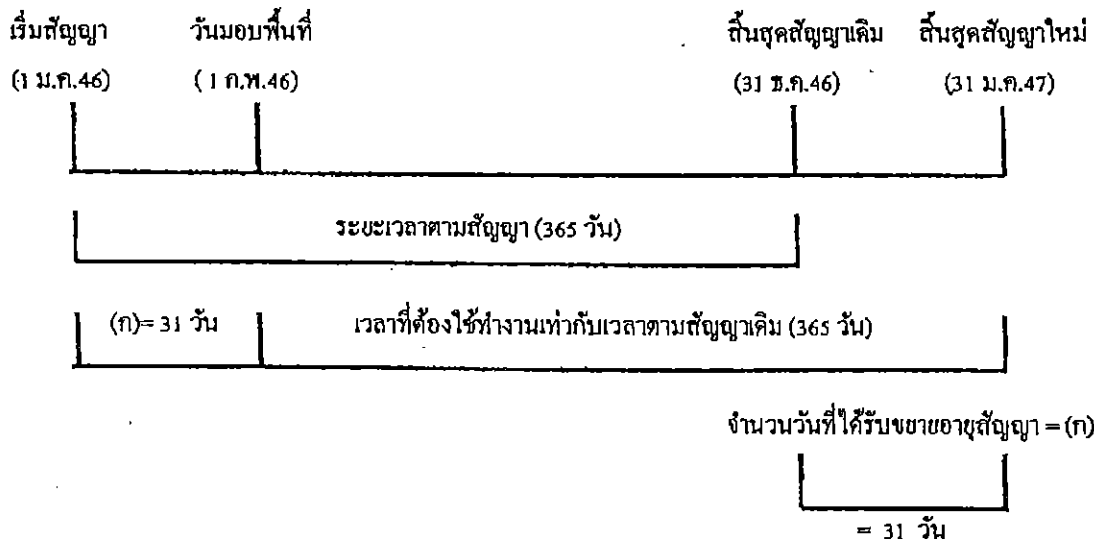 เริ่มสัญญา วันมอบพื้นที่ สิ้นสุดสัญญาเดิม สิ้นสุดสัญญาใหม่
(1 ม.ค.46) (1 ก.พ.46) (31 ธ.ค.46) (31 ม.ค.47)
ระยะเวลาตามสัญญา (365 วัน)
(ก)= 31 วัน เวลาที่ต้องใช้ทำงานเท่ากับเวลาตามสัญญาเดิม (365 วัน)
จำนวนวันที่ได้รับขยายอายุสัญญา = (ก)
= 31 วัน